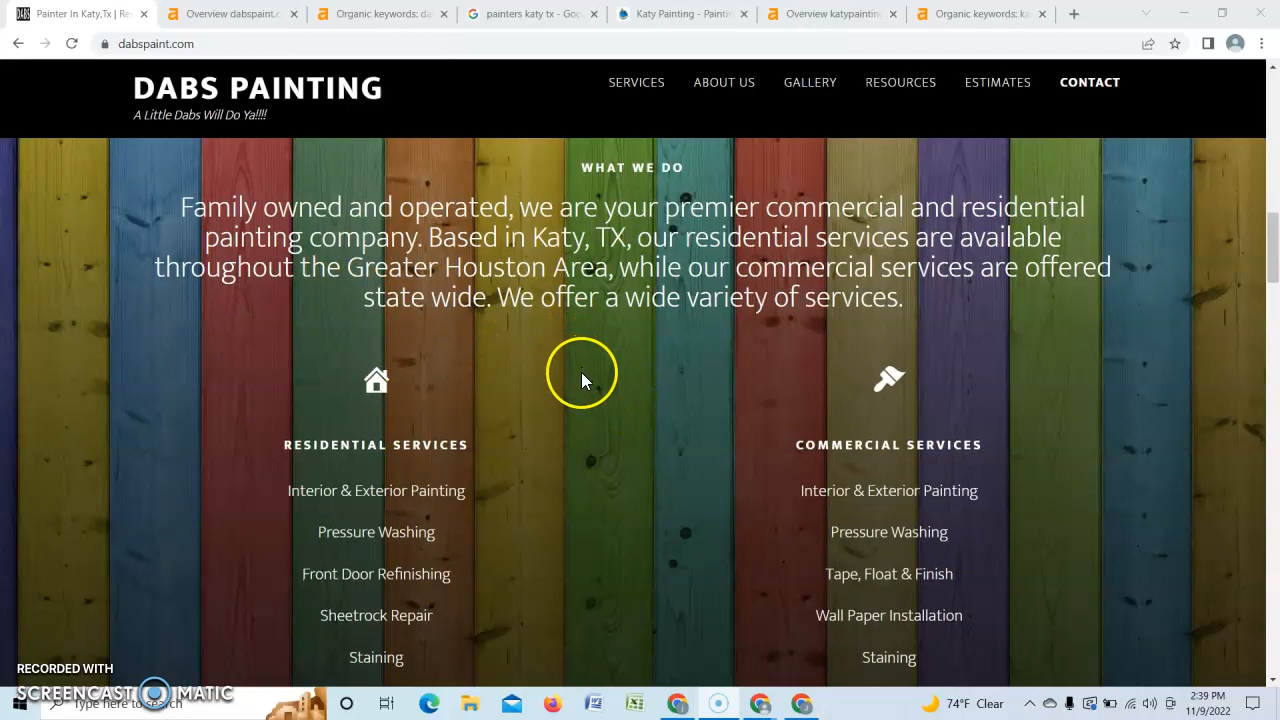 Painter In Katy,Tx | Re
Overview dabspaint.c
Organic keywords: da
painters katy tx - Goo
Katy Painting - Painti
Overview katypaintin
Organic keywords: ka
dabspaint.com
DABS PAINTING
A Little Dabs Will Do Ya!!!!
SERVICES
ABOUT US
GALLERY
RESOURCES
ESTIMATES
CONTACT
WHAT WE DO
Family owned and operated, we are your premier commercial and residential
painting company. Based in Katy, TX, our residential services are available
throughout the Greater Houston Area, while our commercial services are offered
state wide. We offer a wide variety of services.
RESIDENTIAL SERVICES
Interior & Exterior Painting
Pressure Washing
Front Door Refinishing
Sheetrock Repair
Staining
COMMERCIAL SERVICES
Interior & Exterior Painting
Pressure Washing
Tape, Float & Finish
Wall Paper Installation
Staining
RECORDED WITH
SCREENCAST MATIC
Type here to search
74°F Clear
2:39 PM
11/9/2022